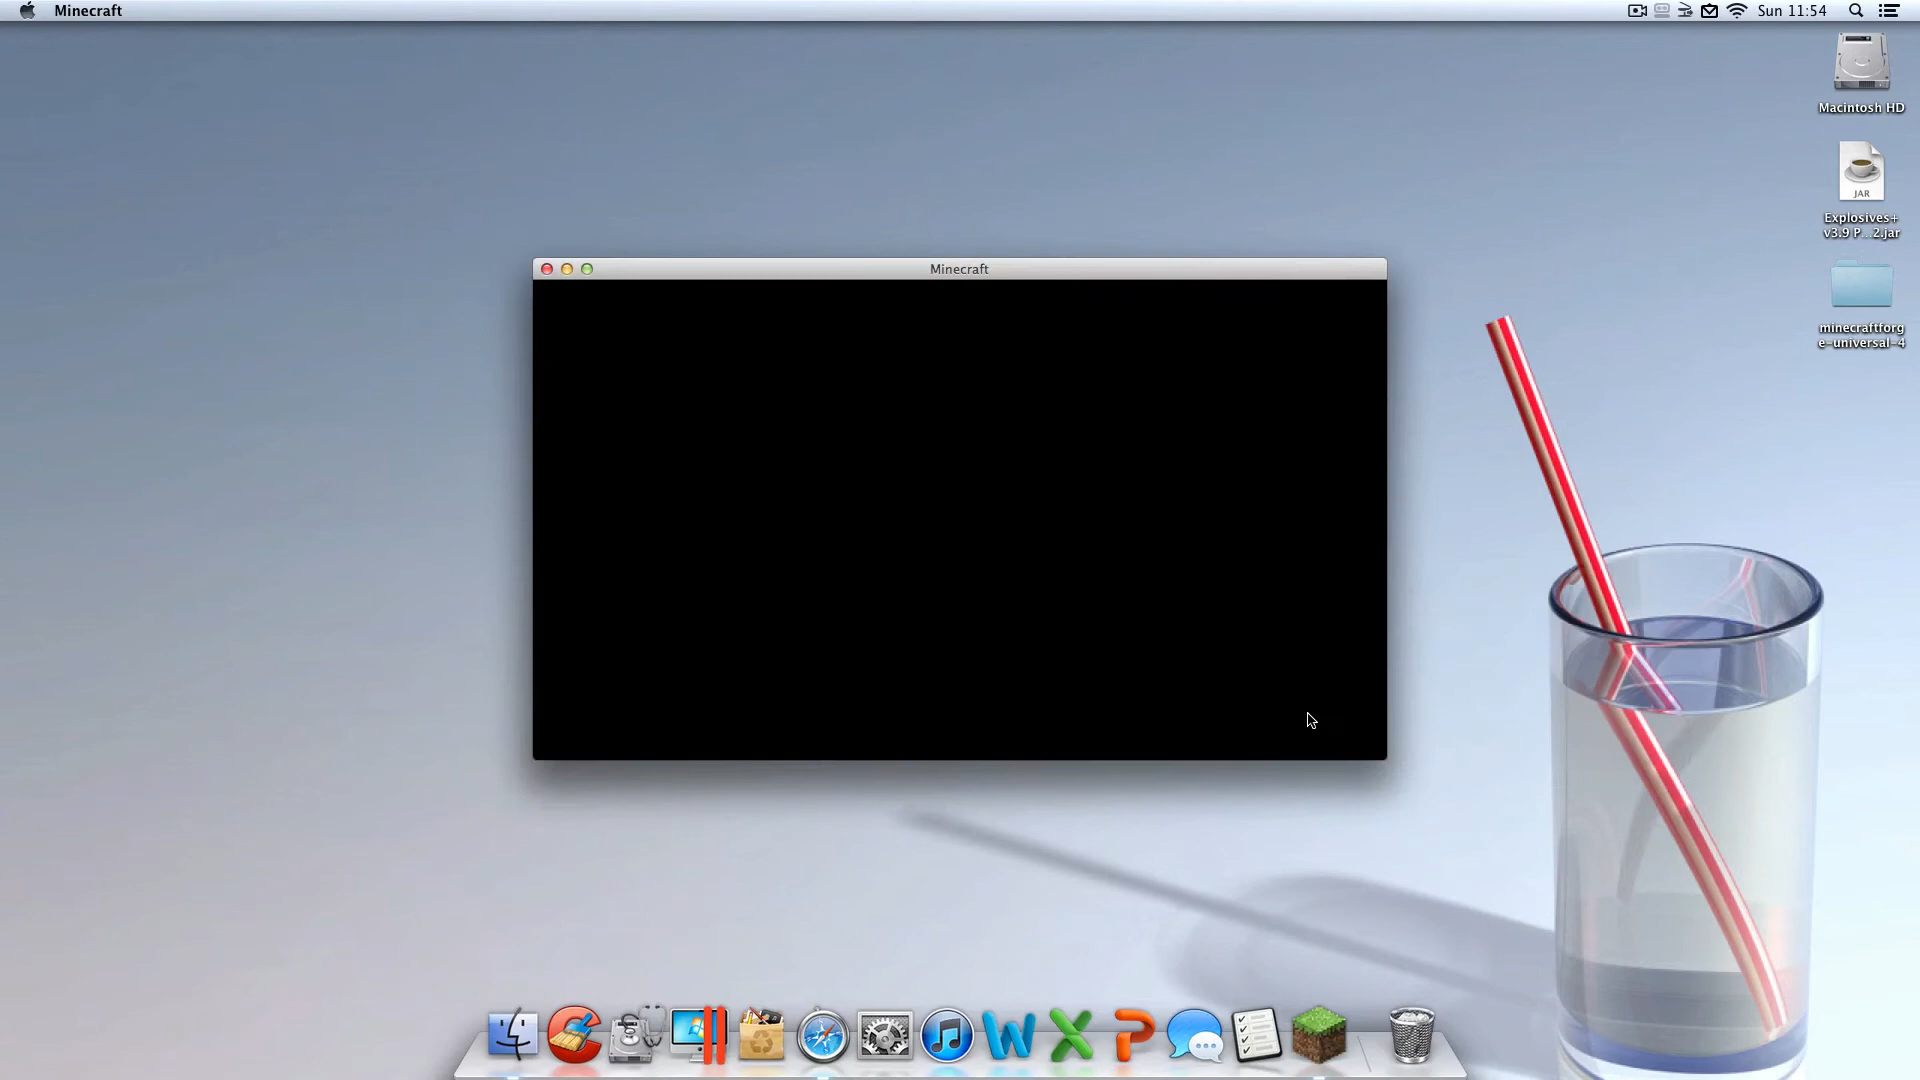 Minecraft
Sun 11:54
Macintosh HD
JAR
Explosives+
v3.9 P...2.jar
minecraftforg
e-universal-4
Minecraft